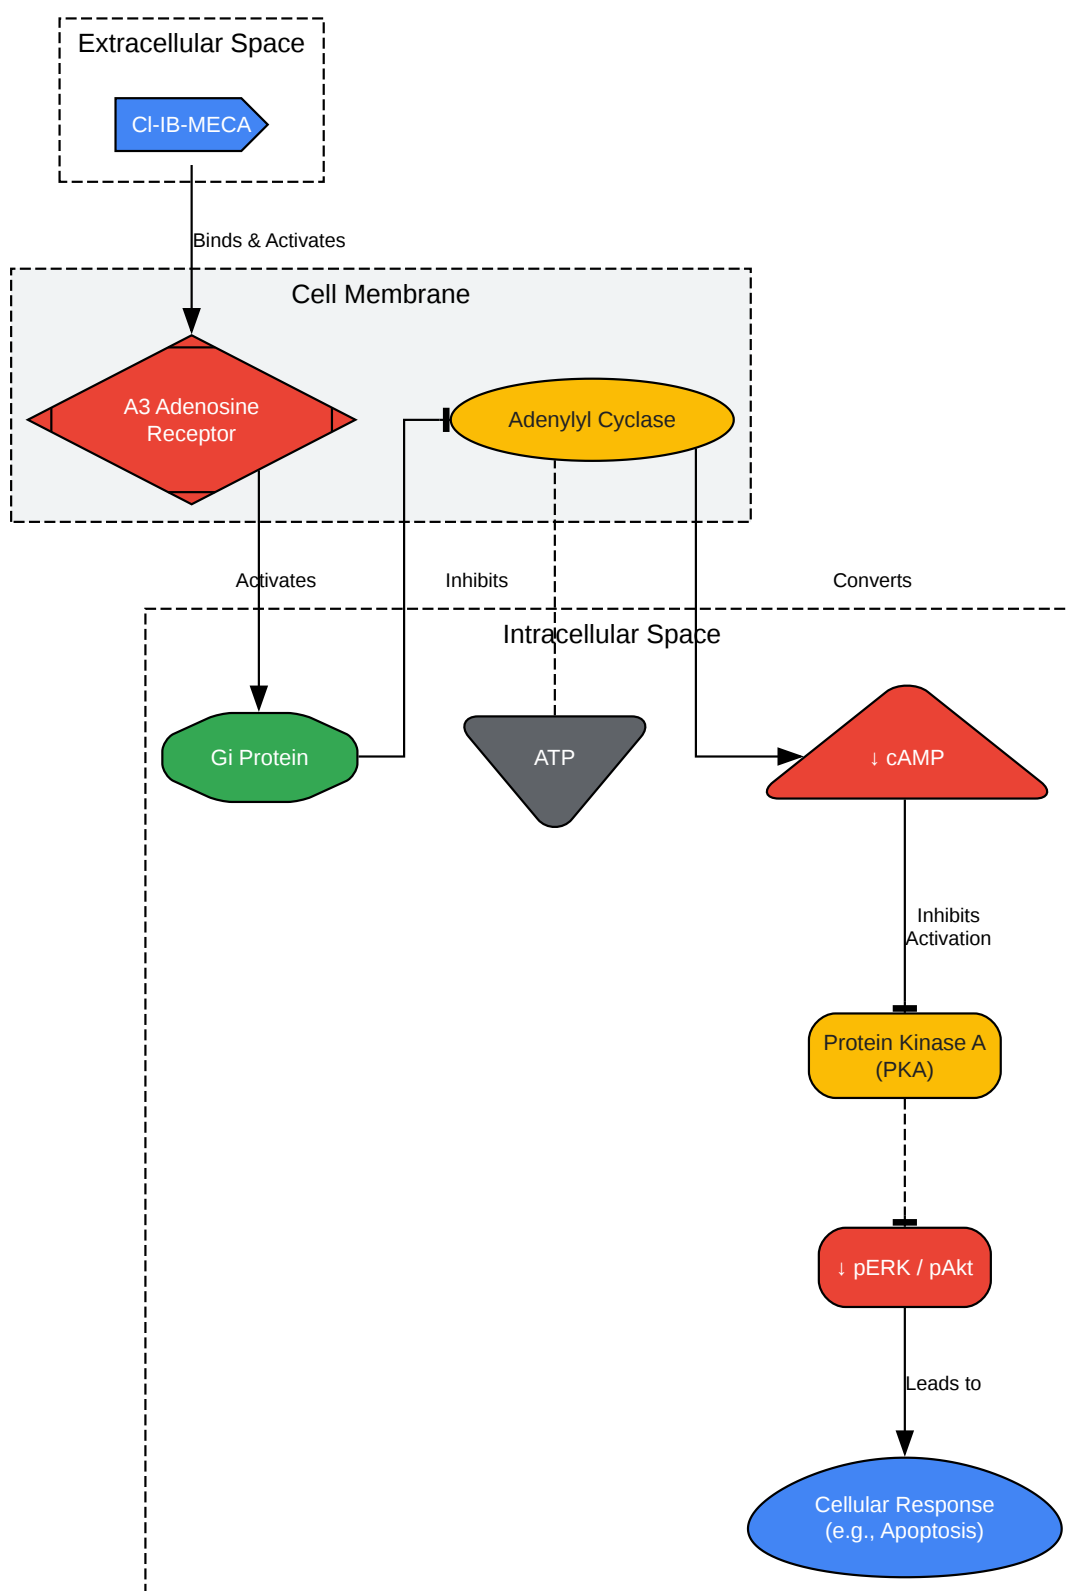 Extracellular Space
Cl-IB-MECA
Binds & Activates
Cell Membrane
A3 Adenosine
Receptor
Adenylyl Cyclase
Activates
Inhibits
Converts
Intracellular Space
Gi Protein
ATP
↓ cAMP
Inhibits
Activation
Protein Kinase A
(PKA)
↓ pERK / pAkt
Leads to
Cellular Response
(e.g., Apoptosis)